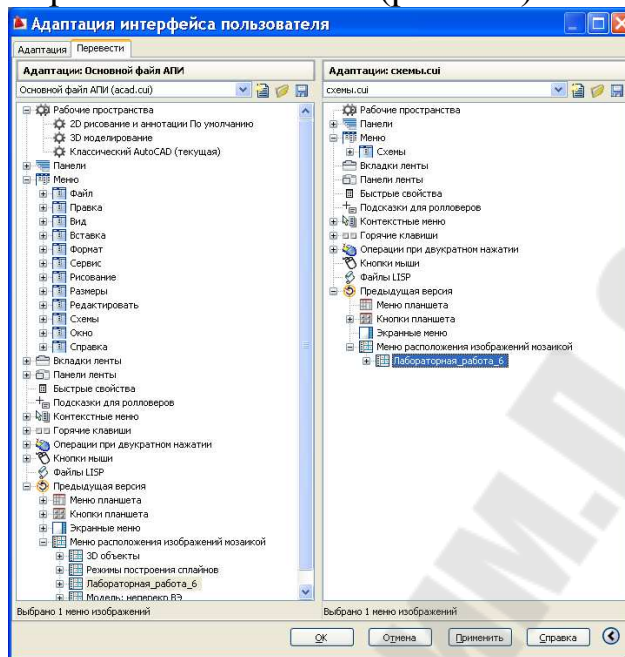 Адаптация интерфейса пользователя
Адаптация Перевести
Адаптации: Основной файл АПИ
Основной файл АПИ (acad.cui)
Рабочие пространства
2D рисование и аннотации По умолчанию
3D моделирование
Классический AutoCAD (текущая)
Панели
Меню
Файл
Правка
Вид
Вставка
Формат
Сервис
Рисование
Размеры
Редактировать
Схемы
Окно
Справка
Вкладки ленты
Панели ленты
Быстрые свойства
Подсказки для ролловеров
Контекстные меню
Горячие клавиши
Операции при двукратном нажатии
Кнопки мыши
Файлы LISP
Предыдущая версия
Меню планшета
Кнопки планшета
Экранные меню
Меню расположения изображений мозаикой
3D объекты
Режимы построения сплайнов
Лабораторная_работа_6
Модель: неперекр ВЭ
Выбрано 1 меню изображений
Адаптации: схемы.cui
схемы.cui
Рабочие пространства
Панели
Меню
Схемы
Вкладки ленты
Панели ленты
Быстрые свойства
Подсказки для ролловеров
Контекстные меню
Горячие клавиши
Операции при двукратном нажатии
Кнопки мыши
Файлы LISP
Предыдущая версия
Меню планшета
Кнопки планшета
Экранные меню
Меню расположения изображений мозаикой
Лабораторная_работа_6
Выбрано 1 меню изображений
OK Отмена Применить Справка